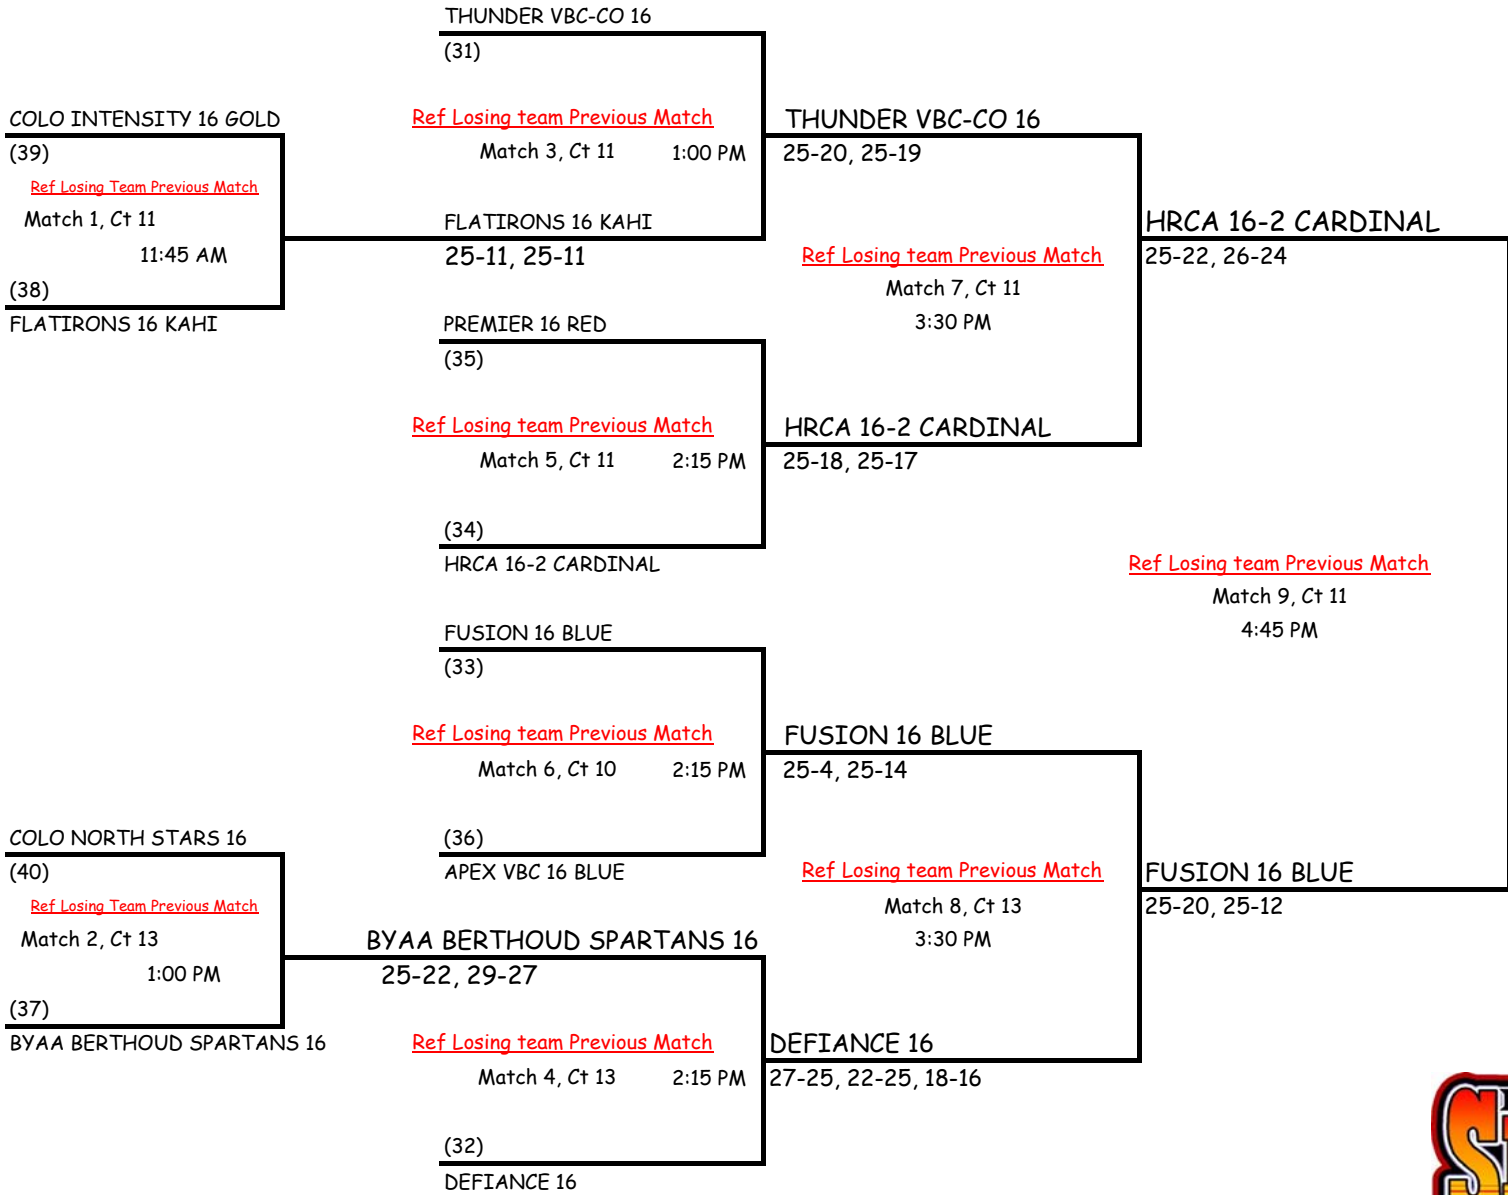 THUNDER VBC-CO 16
(31)
COLO INTENSITY 16 GOLD
(39)
Ref Losing Team Previous Match
Match 1, Ct 11
11:45 AM
(38)
FLATIRONS 16 KAHI
Ref Losing team Previous Match
Match 3, Ct 11 1:00 PM
FLATIRONS 16 KAHI
25-11, 25-11
THUNDER VBC-CO 16
25-20, 25-19
PREMIER 16 RED
(35)
Ref Losing team Previous Match
Match 5, Ct 11 2:15 PM
(34)
HRCA 16-2 CARDINAL
Ref Losing team Previous Match
Match 7, Ct 11
3:30 PM
HRCA 16-2 CARDINAL
25-18, 25-17
HRCA 16-2 CARDINAL
25-22, 26-24
Ref Losing team Previous Match
Match 9, Ct 11
4:45 PM
FUSION 16 BLUE
(33)
Ref Losing team Previous Match
Match 6, Ct 10 2:15 PM
(36)
APEX VBC 16 BLUE
FUSION 16 BLUE
25-4, 25-14
COLO NORTH STARS 16
(40)
Ref Losing Team Previous Match
Match 2, Ct 13
1:00 PM
(37)
BYAA BERTHOUD SPARTANS 16
BYAA BERTHOUD SPARTANS 16
25-22, 29-27
Ref Losing team Previous Match
Match 4, Ct 13 2:15 PM
(32)
DEFIANCE 16
Ref Losing team Previous Match
Match 8, Ct 13
3:30 PM
DEFIANCE 16
27-25, 22-25, 18-16
FUSION 16 BLUE
25-20, 25-12